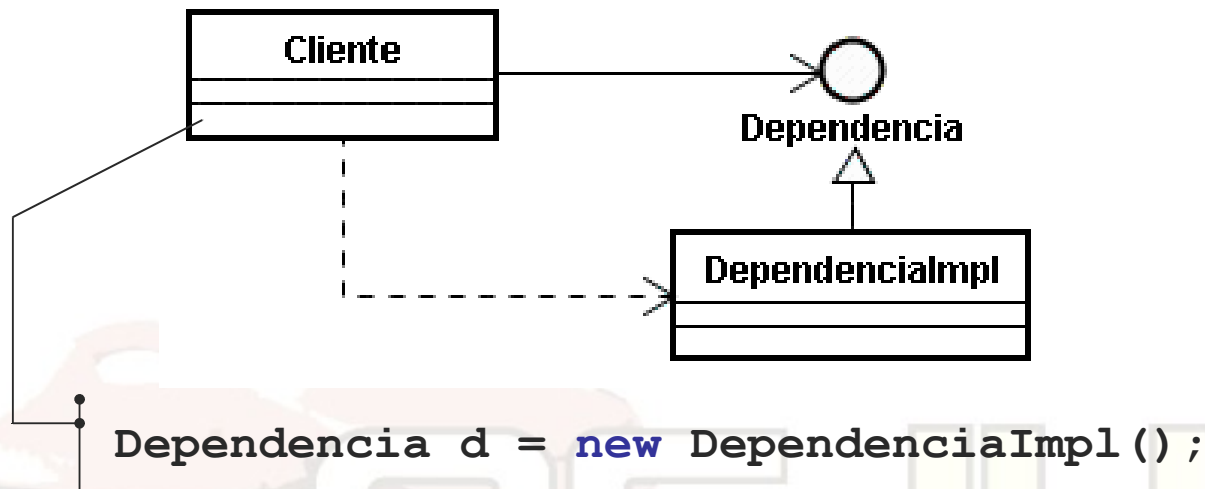 Cliente
Dependencia
DependenciaImpl
Dependencia d = new DependenciaImpl();